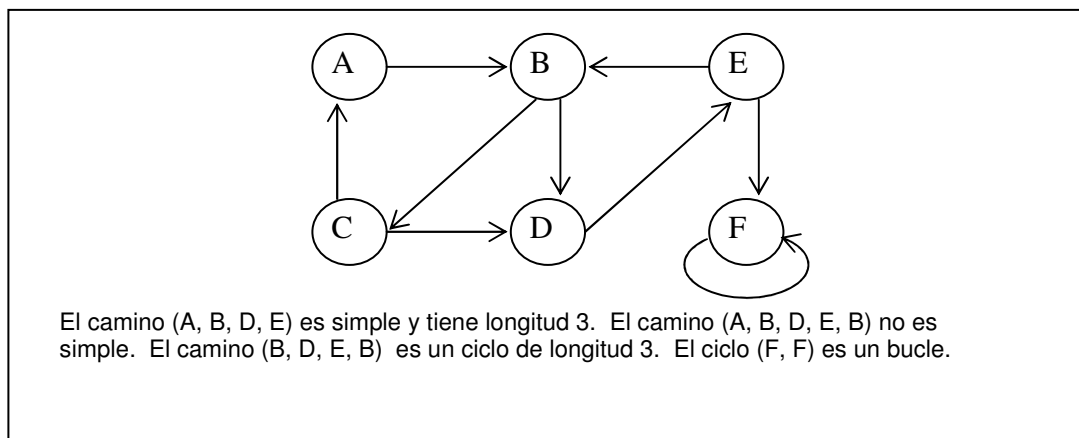 A B E
C D F
El camino (A, B, D, E) es simple y tiene longitud 3. El camino (A, B, D, E, B) no es
simple. El camino (B, D, E, B) es un ciclo de longitud 3. El ciclo (F, F) es un bucle.